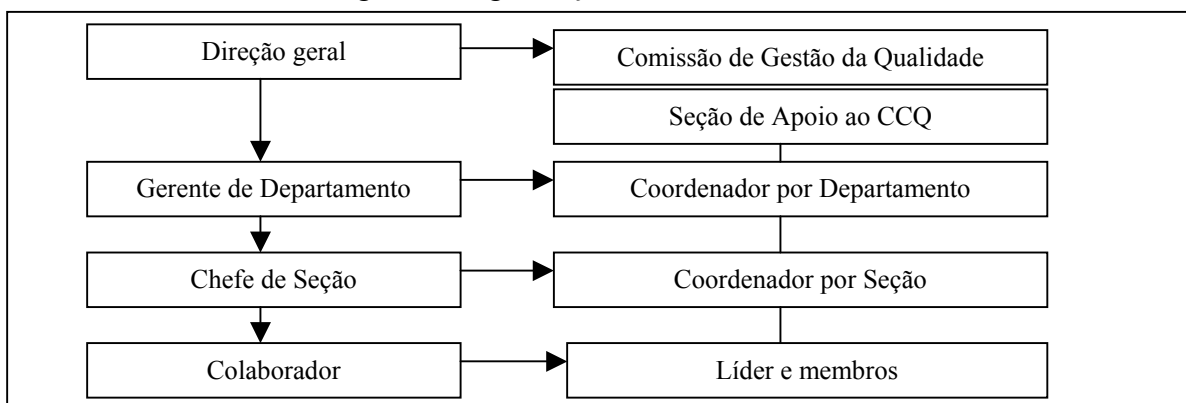 Direção geral
Comissão de Gestão da Qualidade
Seção de Apoio ao CCQ
Gerente de Departamento
Coordenador por Departamento
Chefe de Seção
Coordenador por Seção
Colaborador
Líder e membros